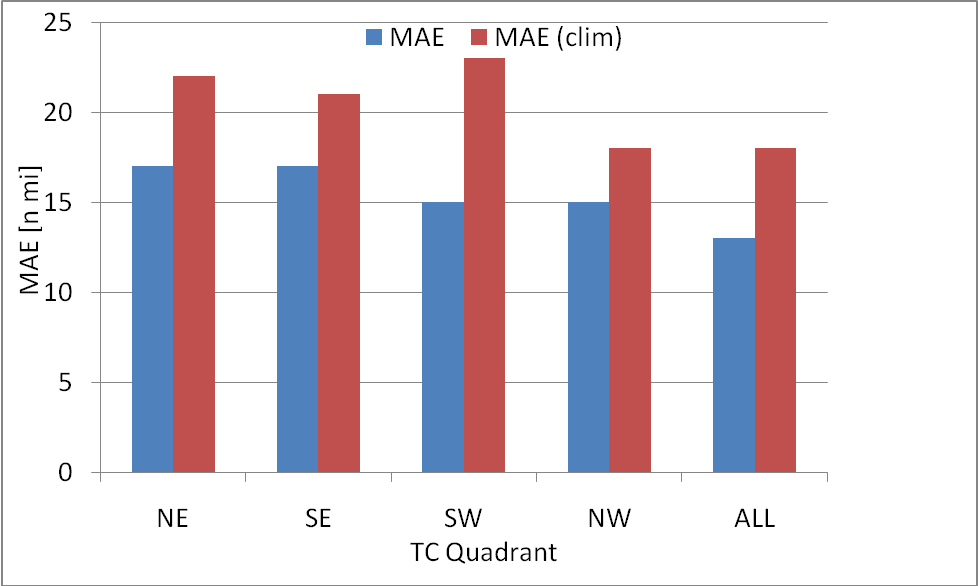 25
MAE MAE (clim)
20
15
MAE [n mi]
10
5
0
NE SE SW NW ALL
TC Quadrant